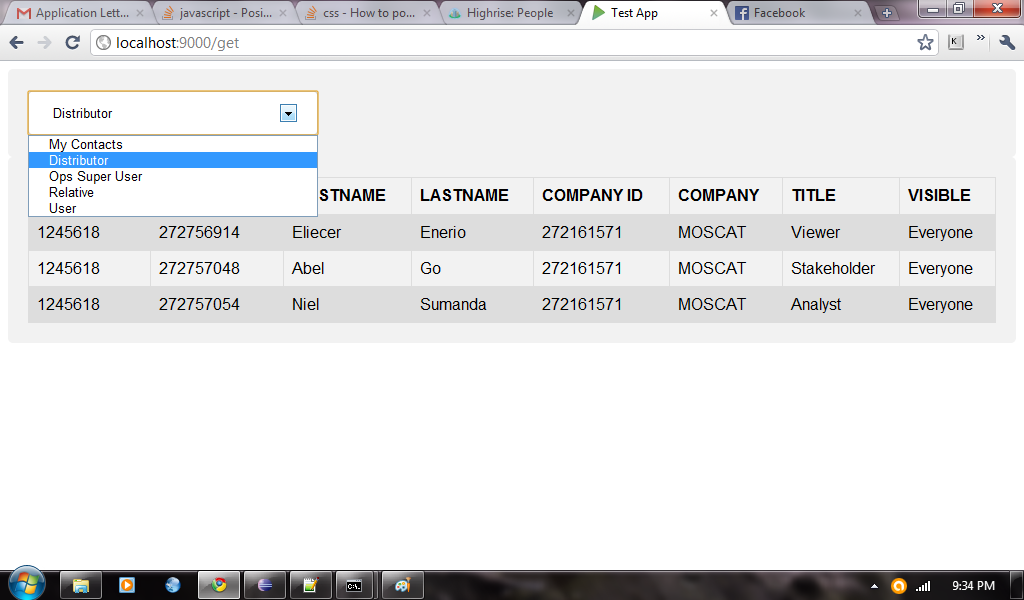 Application Lett... javascript - Posi... css - How to po... Highrise: People Test App Facebook
localhost:9000/get
Distributor
My Contacts
Distributor
Ops Super User
Relative
User
STNAME LASTNAME COMPANY ID COMPANY TITLE VISIBLE
1245618 272756914 Eliecer Enerio 272161571 MOSCAT Viewer Everyone
1245618 272757048 Abel Go 272161571 MOSCAT Stakeholder Everyone
1245618 272757054 Niel Sumanda 272161571 MOSCAT Analyst Everyone
9:34 PM